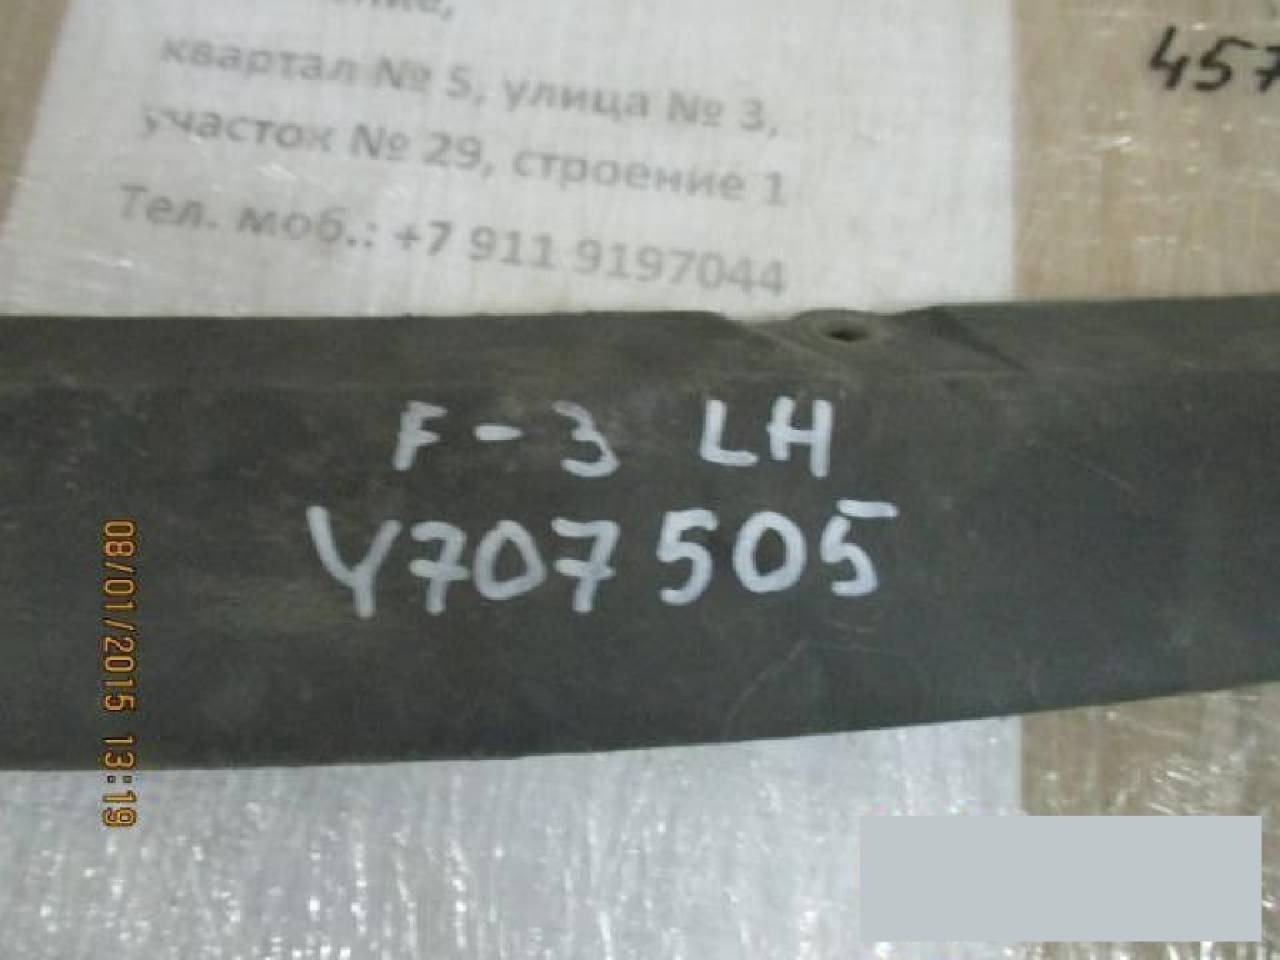 квартал № 5, улица № 3,
участок № 29, строение 1
Тел. моб.: +7 911 9197044
457
F-3 LH
Y707505
08/01/2015 13:19